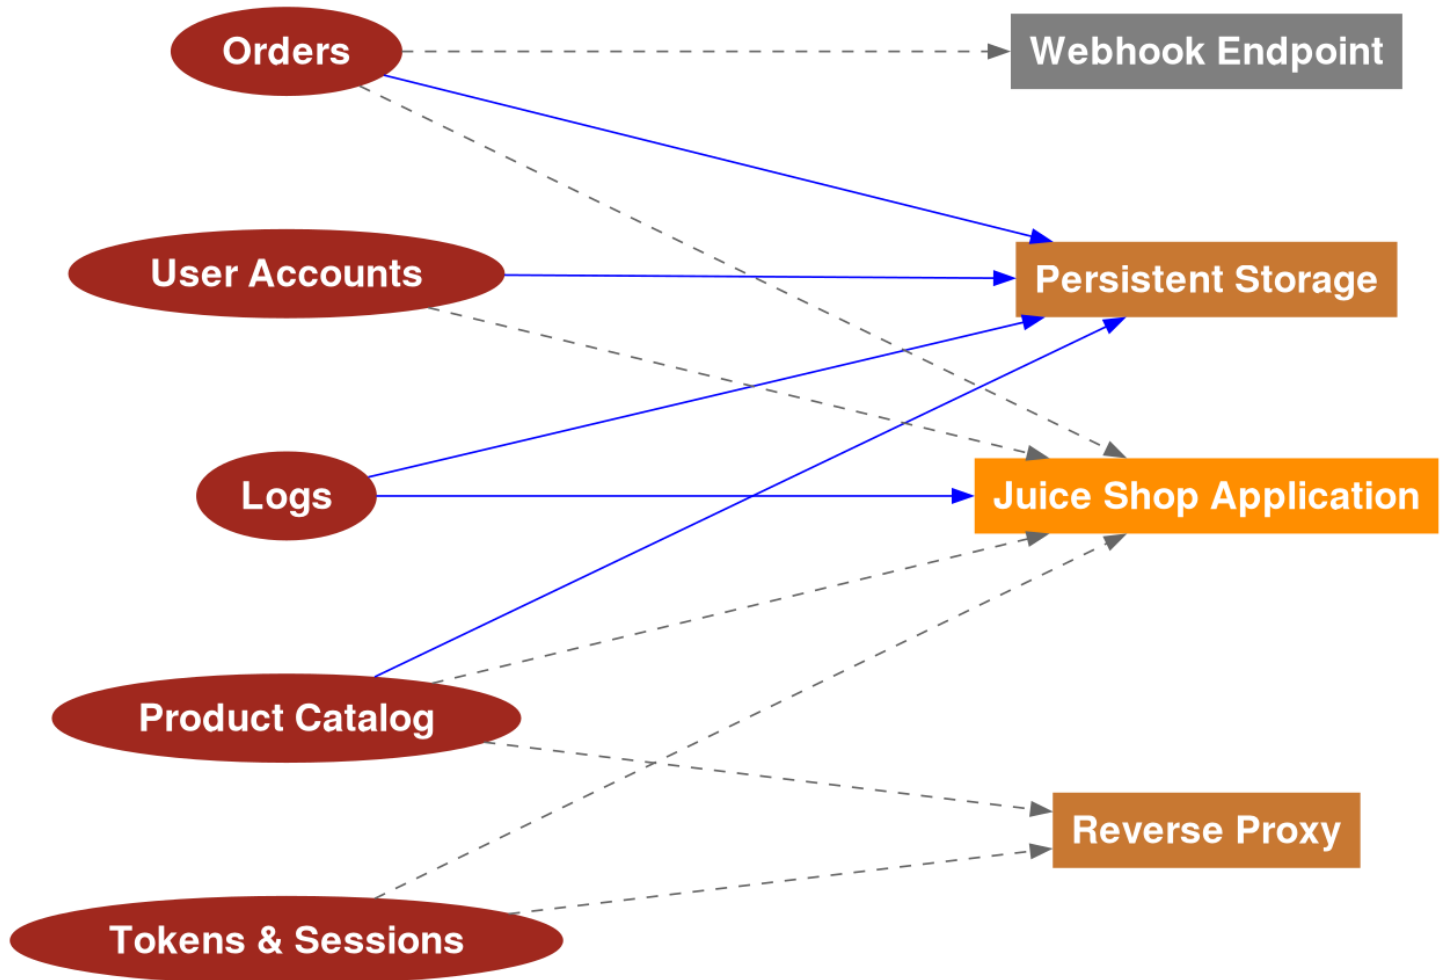 Orders
Webhook Endpoint
User Accounts
Persistent Storage
Logs
Juice Shop Application
Product Catalog
Reverse Proxy
Tokens & Sessions